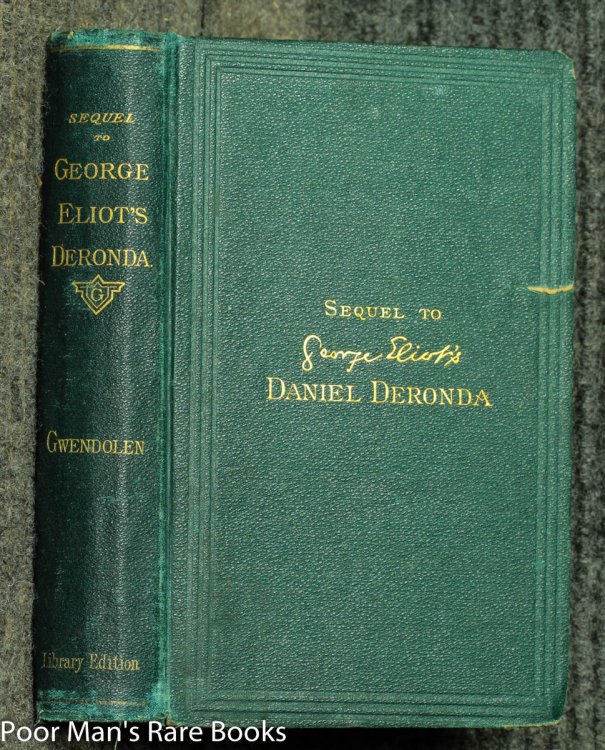 SEQUEL
TO
GEORGE
ELIOT'S
DERONDA.
G
GWENDOLEN
Library Edition
SEQUEL TO
George Eliot's
DANIEL DERONDA
Poor Man's Rare Books